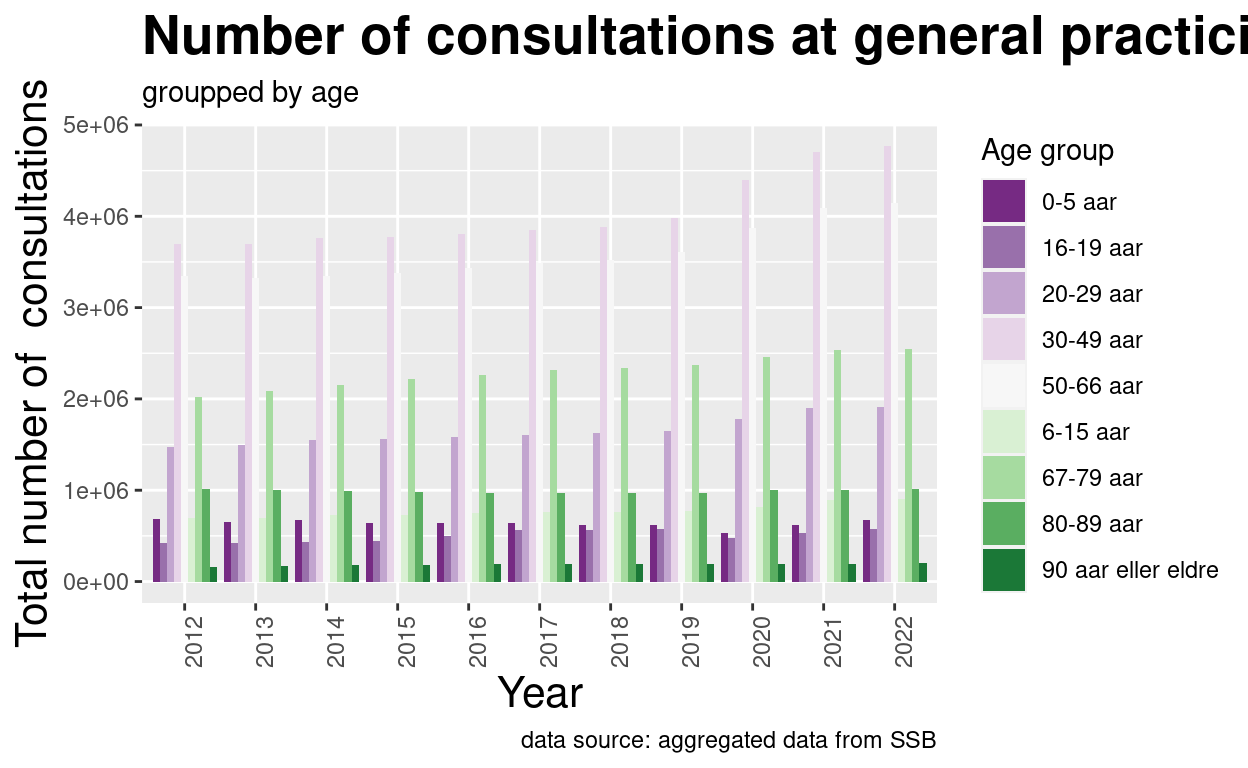 Number of consultations at general practici
groupped by age
Total number of  consultations
5e+06
4e+06
3e+06
2e+06
1e+06
0e+00
2012
2013
2014
2015
2016
2017
2018
2019
2020
2021
2022
Year
Age group
0-5 aar
16-19 aar
20-29 aar
30-49 aar
50-66 aar
6-15 aar
67-79 aar
80-89 aar
90 aar eller eldre
data source: aggregated data from SSB